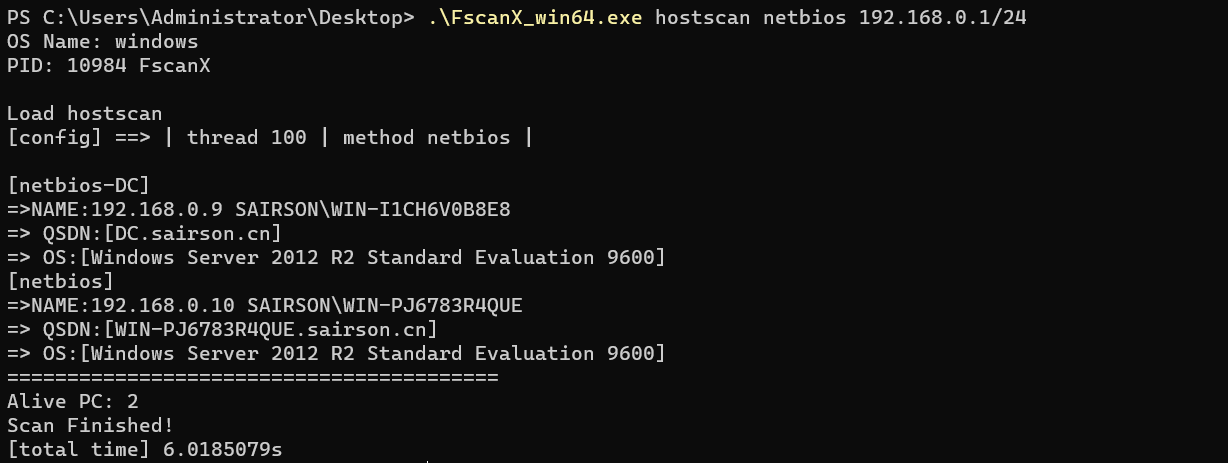 PS C:\Users\Administrator\Desktop> .\FscanX_win64.exe hostscan netbios 192.168.0.1/24
OS Name: windows
PID: 10984 FscanX
Load hostscan
[config] ==> | thread 100 | method netbios |
[netbios-DC]
=>NAME:192.168.0.9 SAIRSON\WIN-I1CH6V0B8E8
=> QSDN:[DC.sairson.cn]
=> OS:[Windows Server 2012 R2 Standard Evaluation 9600]
[netbios]
=>NAME:192.168.0.10 SAIRSON\WIN-PJ6783R4QUE
=> QSDN:[WIN-PJ6783R4QUE.sairson.cn]
=> OS:[Windows Server 2012 R2 Standard Evaluation 9600]
=========================================
Alive PC: 2
Scan Finished!
[total time] 6.0185079s